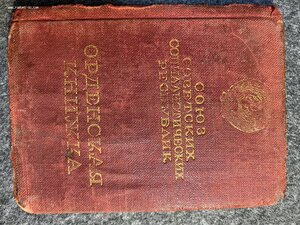 СОЮЗ
СОВЕТСКИХ
СОЦИАЛИСТИЧЕСКИХ
РЕСПУБЛИК
ОРДЕНСКАЯ
КНИЖКА